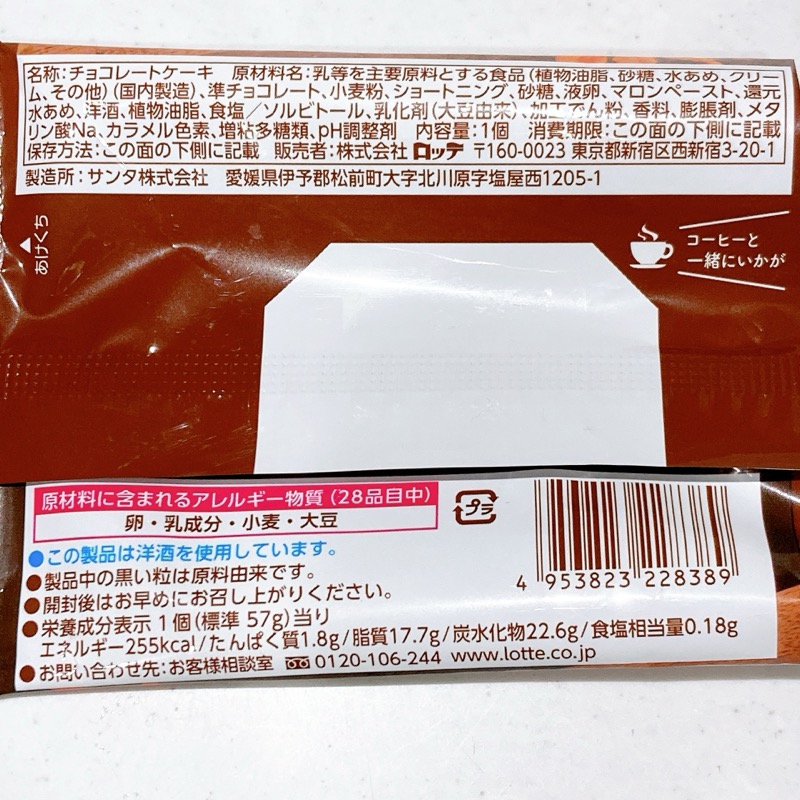 名称:チョコレートケーキ 原材料名:乳等を主要原料とする食品(植物油脂、砂糖、水あめ、クリー
ム、その他)(国内製造)、準チョコレート、小麦粉、ショートニング、砂糖、液卵、マロンペースト、還元
水あめ、洋酒、植物油脂、食塩/ソルビトール、乳化剤(大豆由来)、加工でん粉、香料、膨脹剤、メタ
リン酸Na、カラメル色素、増粘多糖類、pH調整剤 内容量:1個 消費期限:この面の下側に記載
保存方法:この面の下側に記載 販売者:株式会社 ロッテ 〒160-0023 東京都新宿区西新宿3-20-1
製造所:サンタ株式会社 愛媛県伊予郡松前町大字北川原字塩屋西1205-1
あけくち
コーヒーと
一緒にいかが
原材料に含まれるアレルギー物質(28品目中)
卵・乳成分・小麦・大豆
プラ
●この製品は洋酒を使用しています。
●製品中の黒い粒は原料由来です。
●開封後はお早めにお召し上がりください。
●栄養成分表示 1個(標準 57g)当り
エネルギー255kcal/たんぱく質1.8g/脂質17.7g/炭水化物22.6g/食塩相当量0.18g
●お問い合わせ先:お客様相談室 0120-106-244 www.lotte.co.jp
4 953823 228389